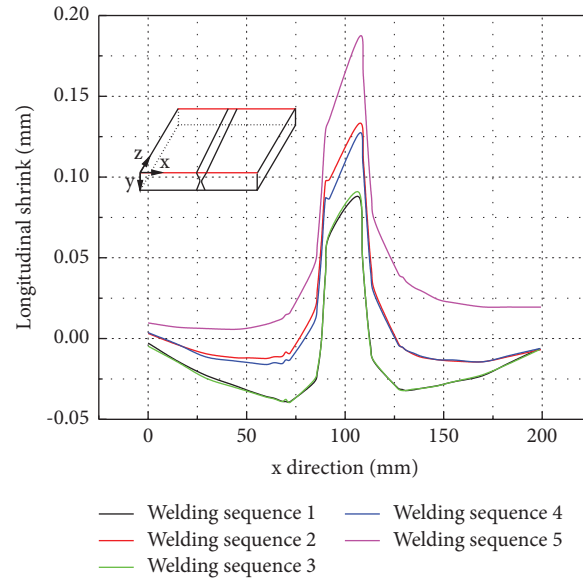 Longitudinal shrink (mm)
0.20
0.15
0.10
0.05
0.00
-0.05
z
x
y
0 50 100 150 200
x direction (mm)
Welding sequence 1
Welding sequence 2
Welding sequence 3
Welding sequence 4
Welding sequence 5